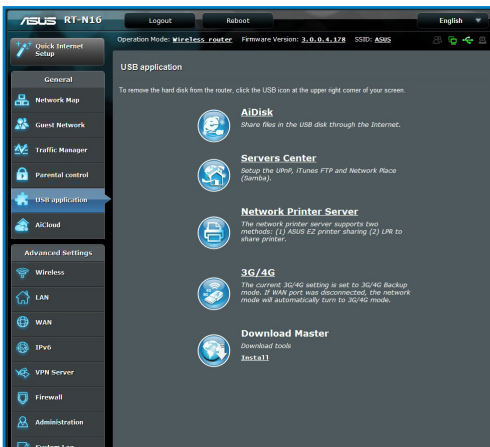 ASUS RT-N16
Logout
Reboot
English
Operation Mode: Wireless router Firmware Version: 3.0.0.4.178 SSID: ASUS
Quick Internet
Setup
General
Network Map
Guest Network
Traffic Manager
Parental control
USB application
AiCloud
Advanced Settings
Wireless
LAN
WAN
IPv6
VPN Server
Firewall
Administration
System Log
USB application
To remove the hard disk from the router, click the USB icon at the upper right corner of your screen.
AiDisk
Share files in the USB disk through the Internet.
Servers Center
Setup the UPnP, iTunes FTP and Network Place
(Samba).
Network Printer Server
The network printer server supports two
methods: (1) ASUS EZ printer sharing (2) LPR to
share printer.
3G/4G
The current 3G/4G setting is set to 3G/4G Backup
mode. If WAN port was disconnected, the network
mode will automatically turn to 3G/4G mode.
Download Master
Download tools
Install